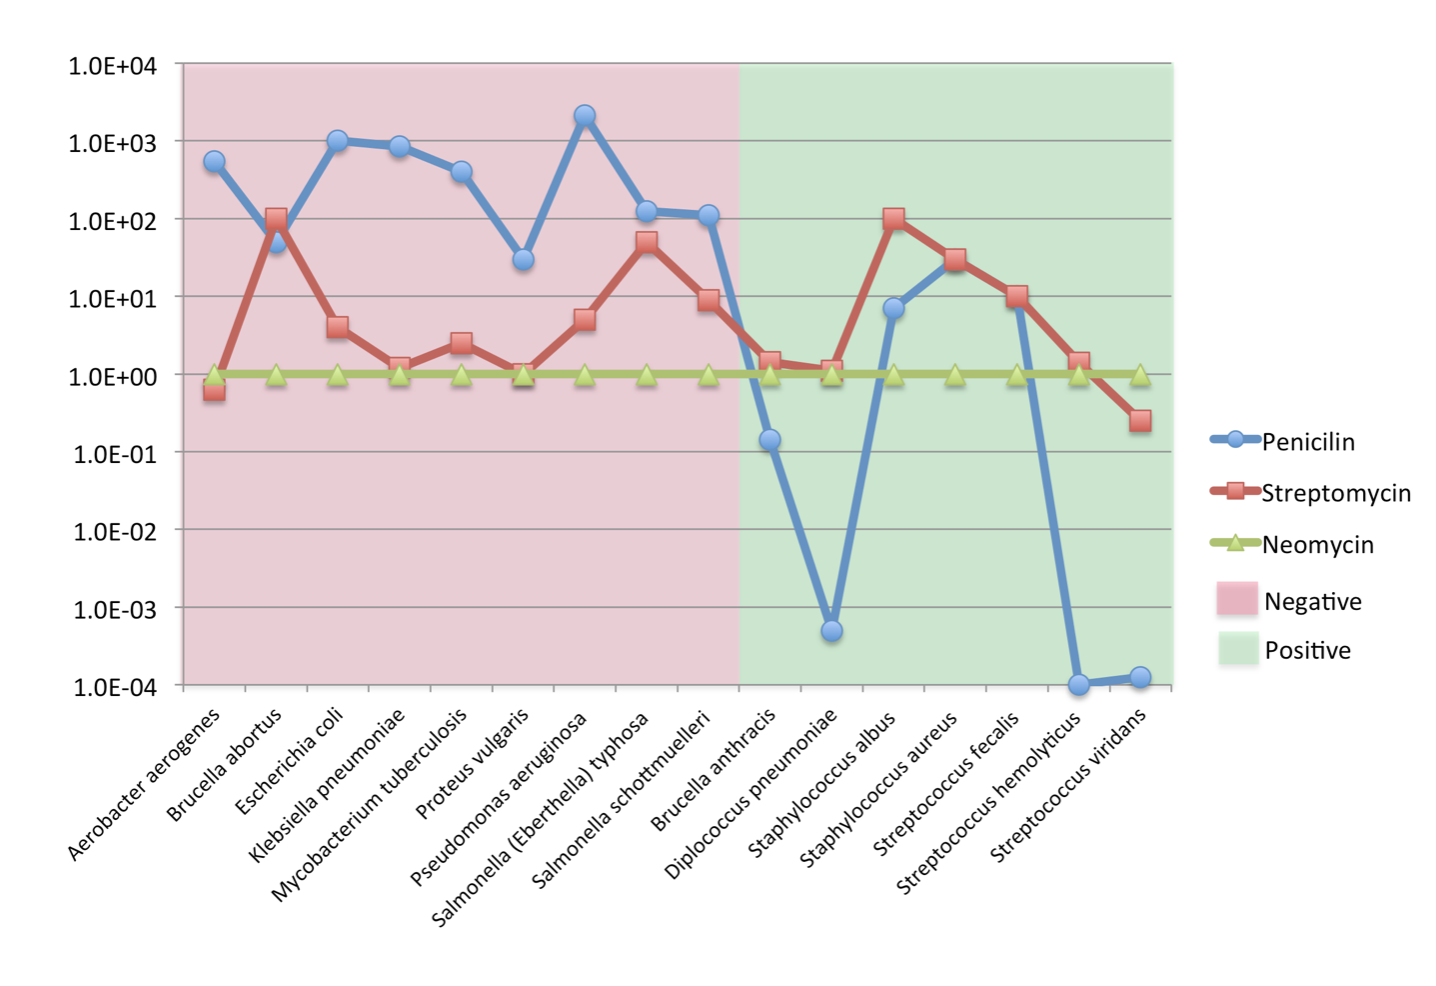 1.0E+04
1.0E+03
1.0E+02
1.0E+01
1.0E+00
1.0E-01
1.0E-02
1.0E-03
1.0E-04
Aerobacter aerogenes
Brucella abortus
Escherichia coli
Klebsiella pneumoniae
Mycobacterium tuberculosis
Proteus vulgaris
Pseudomonas aeruginosa
Salmonella (Eberthella) typhosa
Salmonella schottmuelleri
Brucella anthracis
Diplococcus pneumoniae
Staphylococcus albus
Staphylococcus aureus
Streptococcus fecalis
Streptococcus hemolyticus
Streptococcus viridans
Penicilin
Streptomycin
Neomycin
Negative
Positive